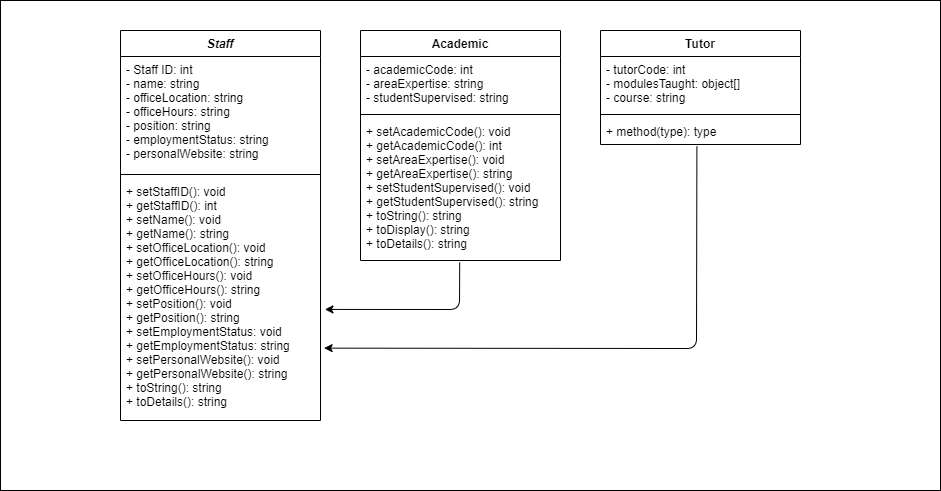 Staff
- Staff ID: int
- name: string
- officeLocation: string
- officeHours: string
- position: string
- employmentStatus: string
- personalWebsite: string
+ setStaffID(): void
+ getStaffID(): int
+ setName(): void
+ getName(): string
+ setOfficeLocation(): void
+ getOfficeLocation(): string
+ setOfficeHours(): void
+ getOfficeHours(): string
+ setPosition(): void
+ getPosition(): string
+ setEmploymentStatus: void
+ getEmploymentStatus: string
+ setPersonalWebsite(): void
+ getPersonalWebsite(): string
+ toString(): string
+ toDetails(): string
Academic
- academicCode: int
- areaExpertise: string
- studentSupervised: string
+ setAcademicCode(): void
+ getAcademicCode(): int
+ setAreaExpertise(): void
+ getAreaExpertise(): string
+ setStudentSupervised(): void
+ getStudentSupervised(): string
+ toString(): string
+ toDisplay(): string
+ toDetails(): string
Tutor
- tutorCode: int
- modulesTaught: object[]
- course: string
+ method(type): type